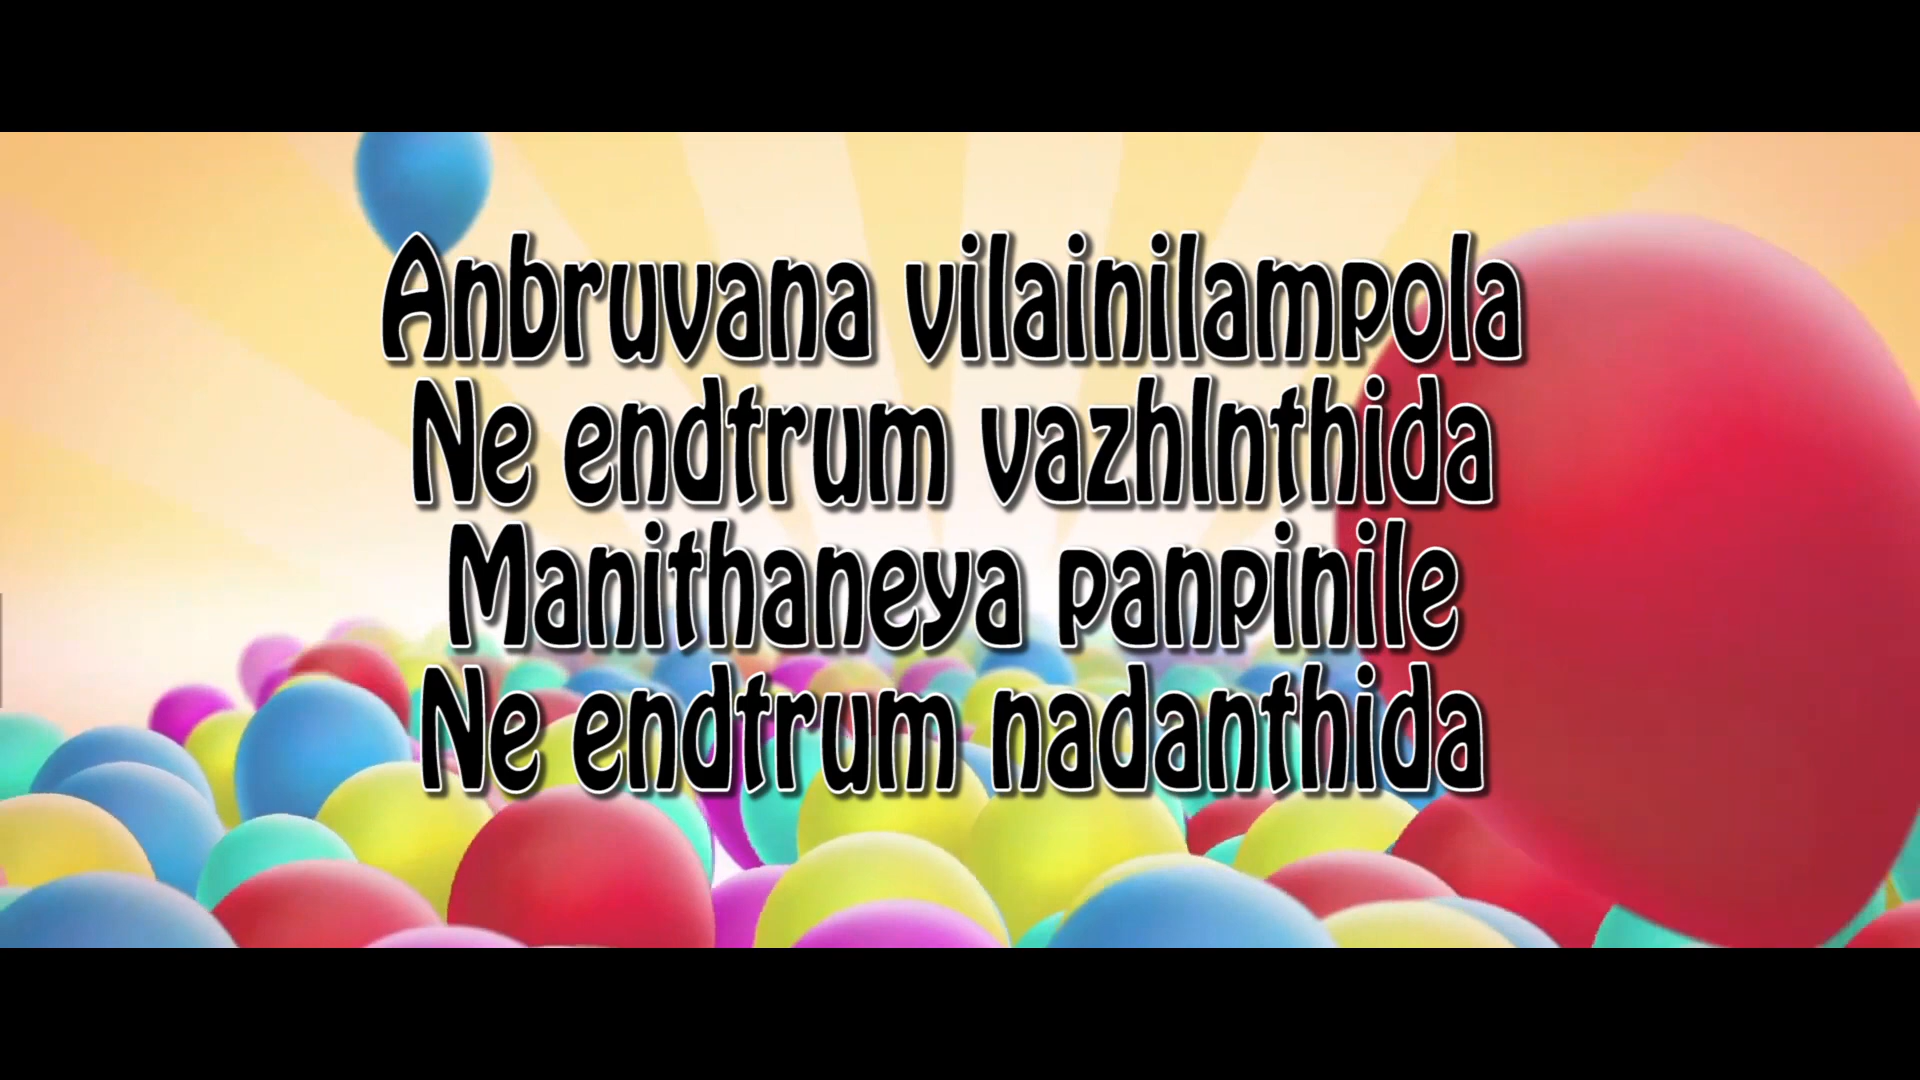 Anbruvana vilainilampola
Ne endtrum vazhlnthida
Manithaneya panpinile
Ne endtrum nadanthida